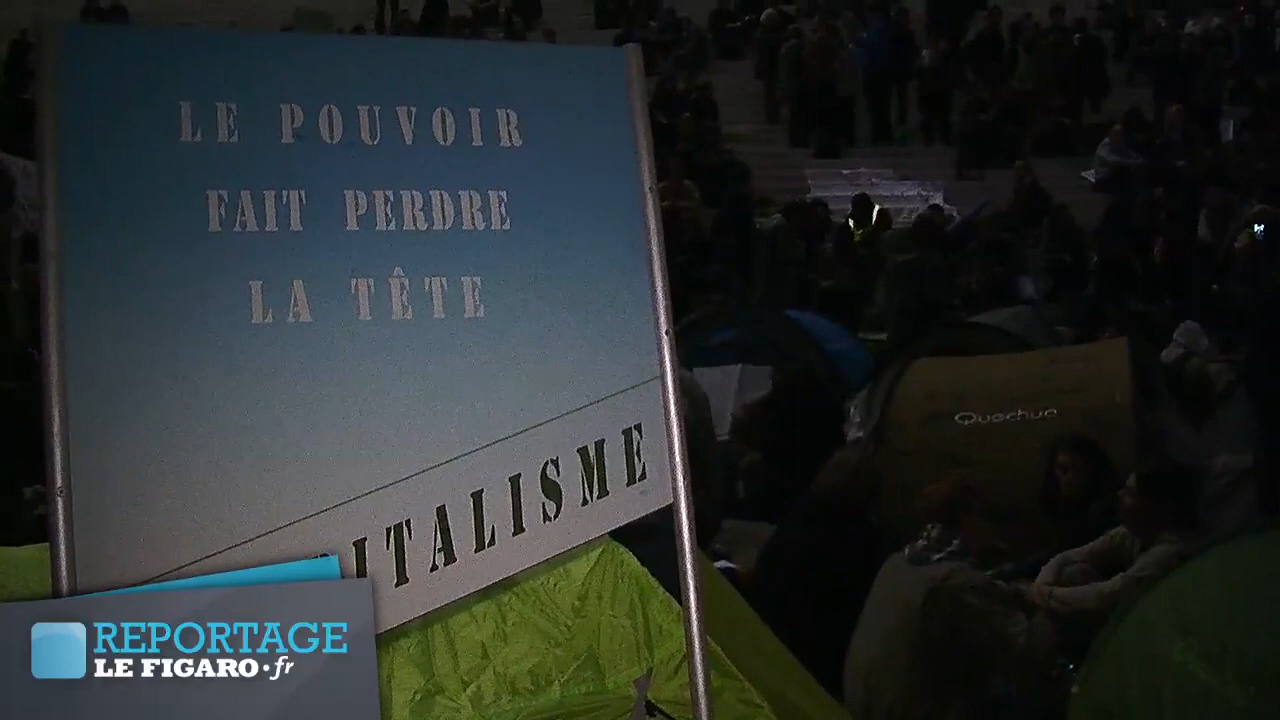 LE POUVOIR
FAIT PERDRE
LA TÊTE
ITALISME
Quechua
REPORTAGE
LE FIGARO·fr